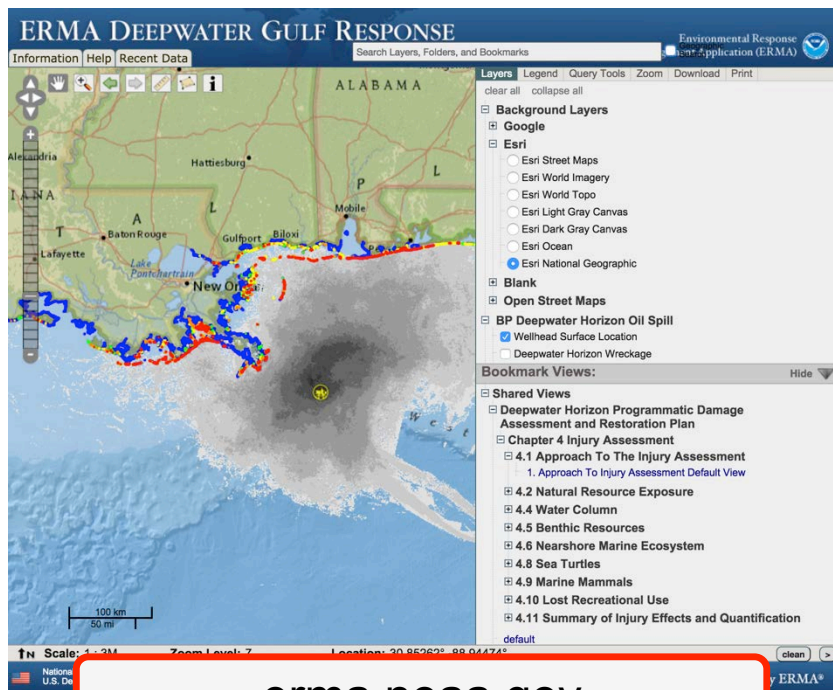 ERMA DEEPWATER GULF RESPONSE
Environmental Response
Application (ERMA)
Information Help Recent Data
Search Layers, Folders, and Bookmarks
Layers Legend Query Tools Zoom Download Print
clear all collapse all
Background Layers
Google
Esri
Esri Street Maps
Esri World Imagery
Esri World Topo
Esri Light Gray Canvas
Esri Dark Gray Canvas
Esri Ocean
Esri National Geographic
Blank
Open Street Maps
BP Deepwater Horizon Oil Spill
Wellhead Surface Location
Deepwater Horizon Wreckage
Bookmark Views:
Hide
Shared Views
Deepwater Horizon Programmatic Damage
Assessment and Restoration Plan
Chapter 4 Injury Assessment
4.1 Approach To The Injury Assessment
1. Approach To Injury Assessment Default View
4.2 Natural Resource Exposure
4.4 Water Column
4.5 Benthic Resources
4.6 Nearshore Marine Ecosystem
4.8 Sea Turtles
4.9 Marine Mammals
4.10 Lost Recreational Use
4.11 Summary of Injury Effects and Quantification
default
ALABAMA
Alexandria
Hattiesburg
Mobile
Baton Rouge
Gulfport
Biloxi
Lafayette
Lake
Pontchartrain
New
100 km
50 mi
N Scale: 1 : 3M
Zoom Level: 7
Location: 30.85262° -88.94474°
clean >
U.S.
ERMA®